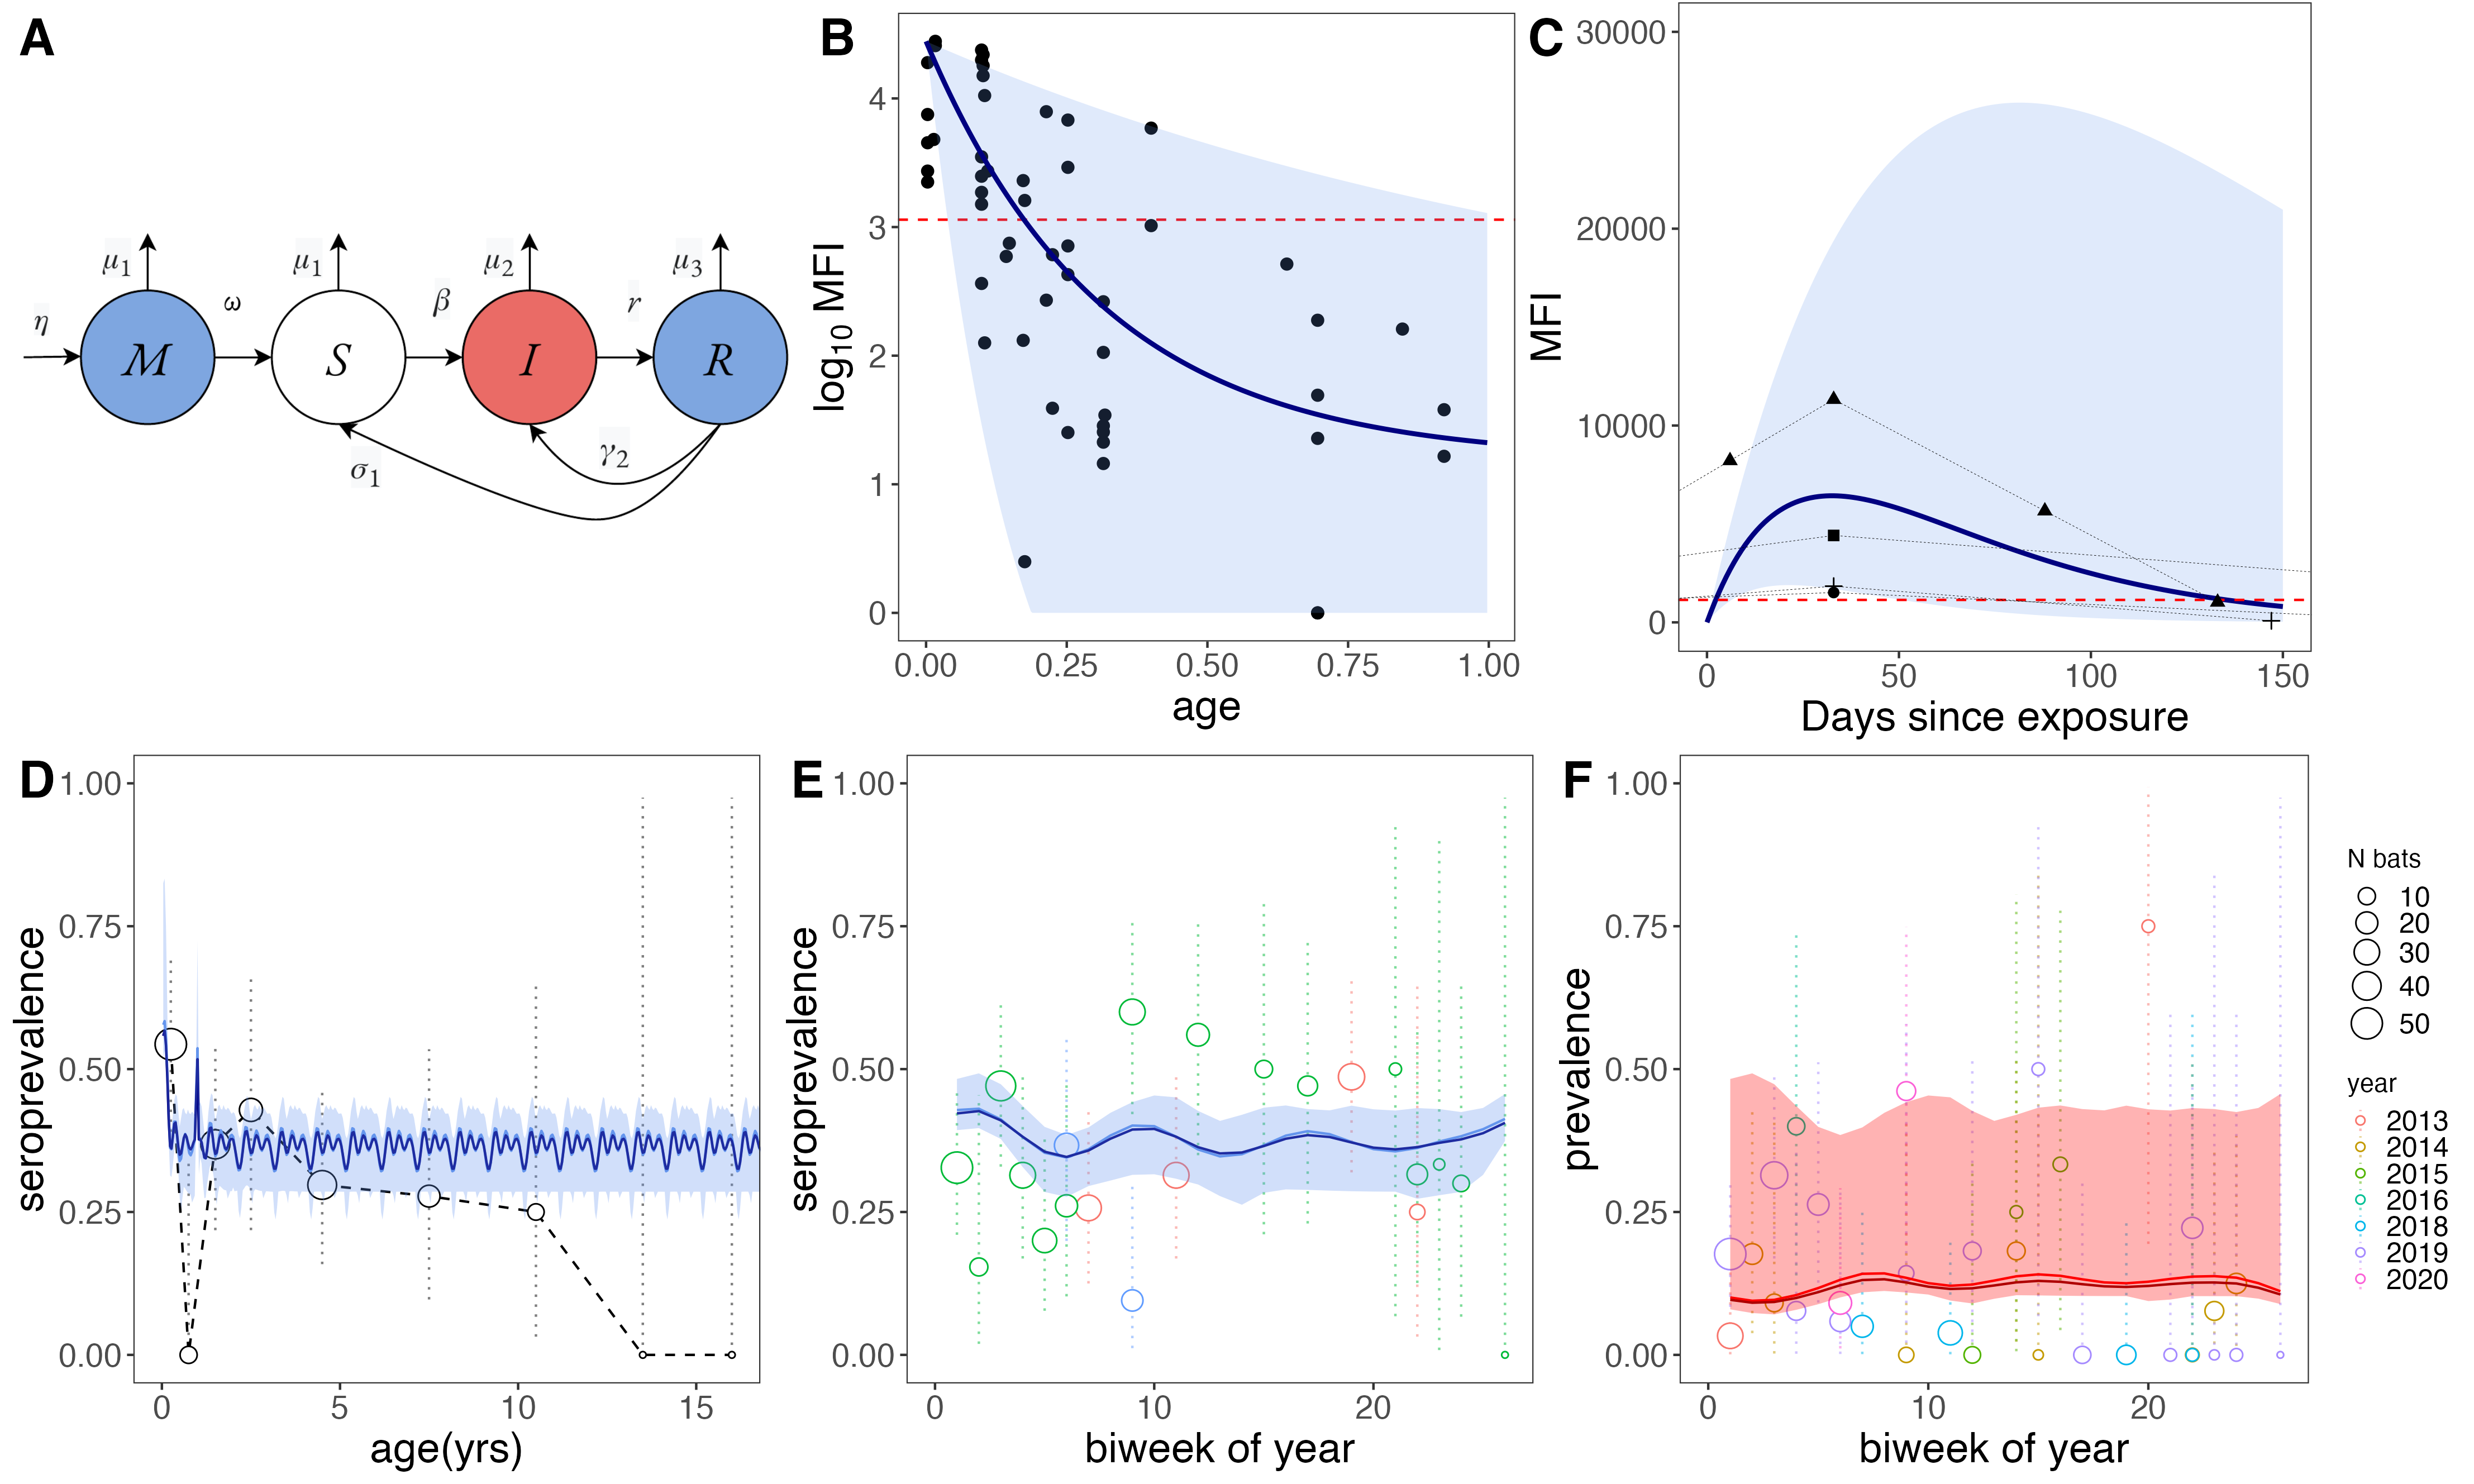 A
η
μ1
ω
μ1
β
μ2
r
μ3
M
S
I
R
σ1
γ2
B
4
3
2
1
0
log10 MFI
0.00
0.25
0.50
0.75
1.00
age
C
30000
20000
10000
0
MFI
0
50
100
150
Days since exposure
D
1.00
0.75
0.50
0.25
0.00
seroprevalence
0
5
10
15
age(yrs)
E
1.00
0.75
0.50
0.25
0.00
seroprevalence
0
10
20
biweek of year
F
1.00
0.75
0.50
0.25
0.00
prevalence
0
10
20
biweek of year
N bats
10
20
30
40
50
year
2013
2014
2015
2016
2018
2019
2020